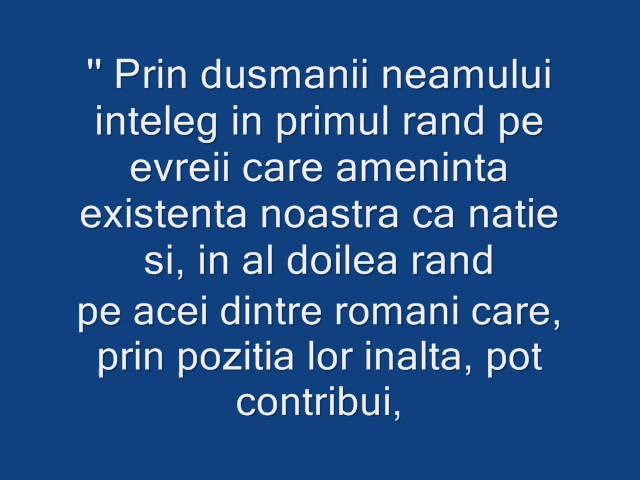 " Prin dusmanii neamului
inteleg in primul rand pe
evreii care ameninta
existenta noastra ca natie
si, in al doilea rand
pe acei dintre romani care,
prin pozitia lor inalta, pot
contribui,